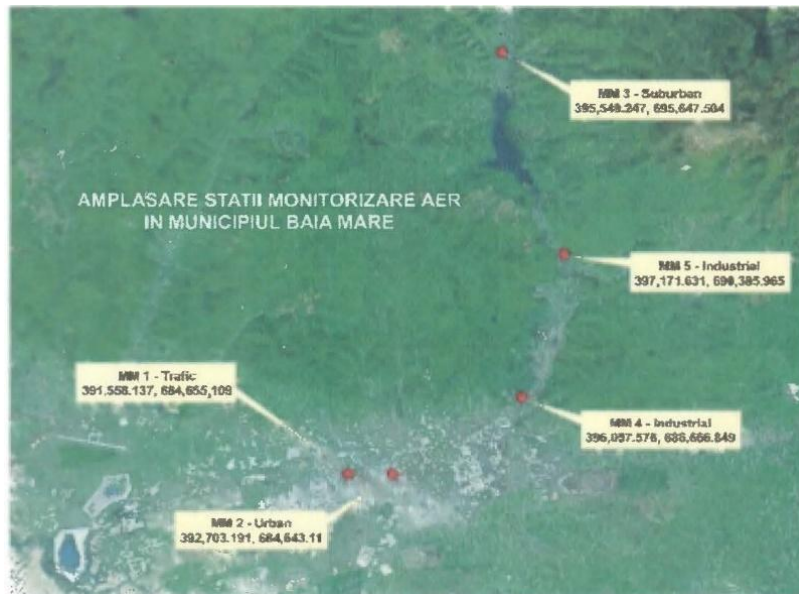 MM 3 - Suburban
395,549.247, 695,647.504
AMPLASARE STATII MONITORIZARE AER
IN MUNICIPIUL BAIA MARE
MM 5 - Industrial
397,171.631, 690,385.965
MM 1 - Trafic
391,558.137, 684,655,109
MM 4 - Industrial
396,057.576, 686,666.849
MM 2 - Urban
392,703.191, 684,643.11